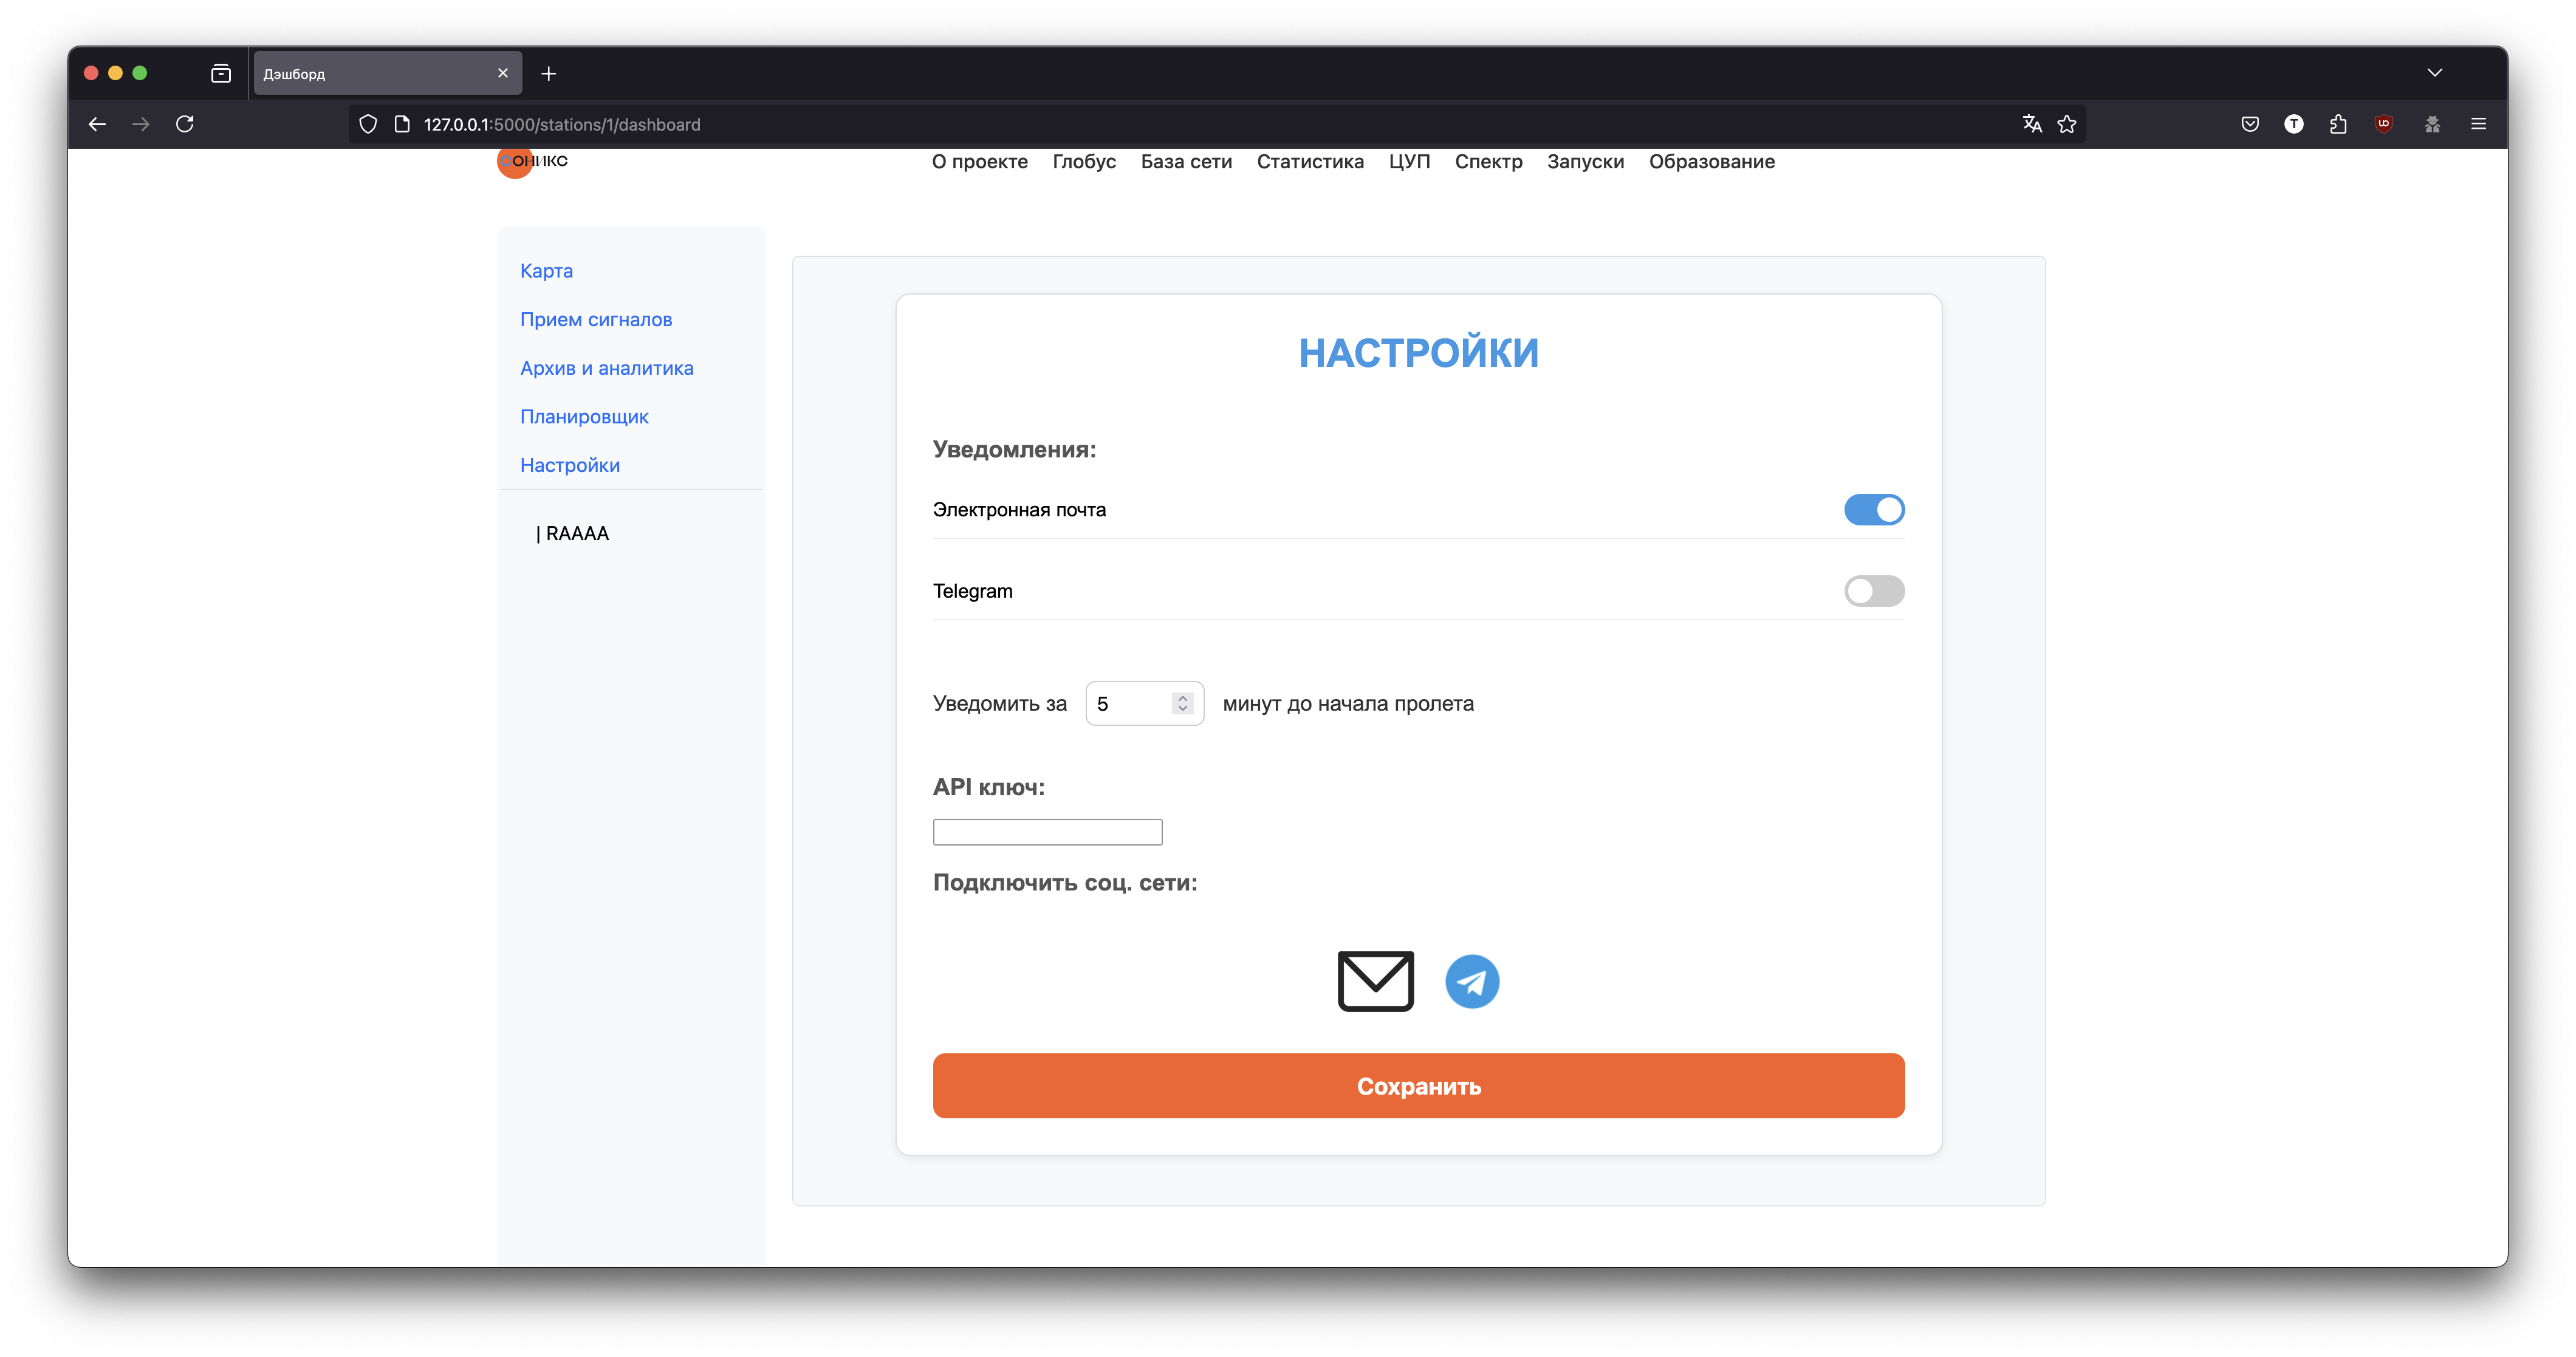 Дэшборд
127.0.0.1:5000/stations/1/dashboard
СОНИКС
О проекте Глобус База сети Статистика ЦУП Спектр Запуски Образование
Карта
Прием сигналов
Архив и аналитика
Планировщик
Настройки
| RAAAA
НАСТРОЙКИ
Уведомления:
Электронная почта
Telegram
Уведомить за 5 минут до начала пролета
API ключ:
Подключить соц. сети:
Сохранить